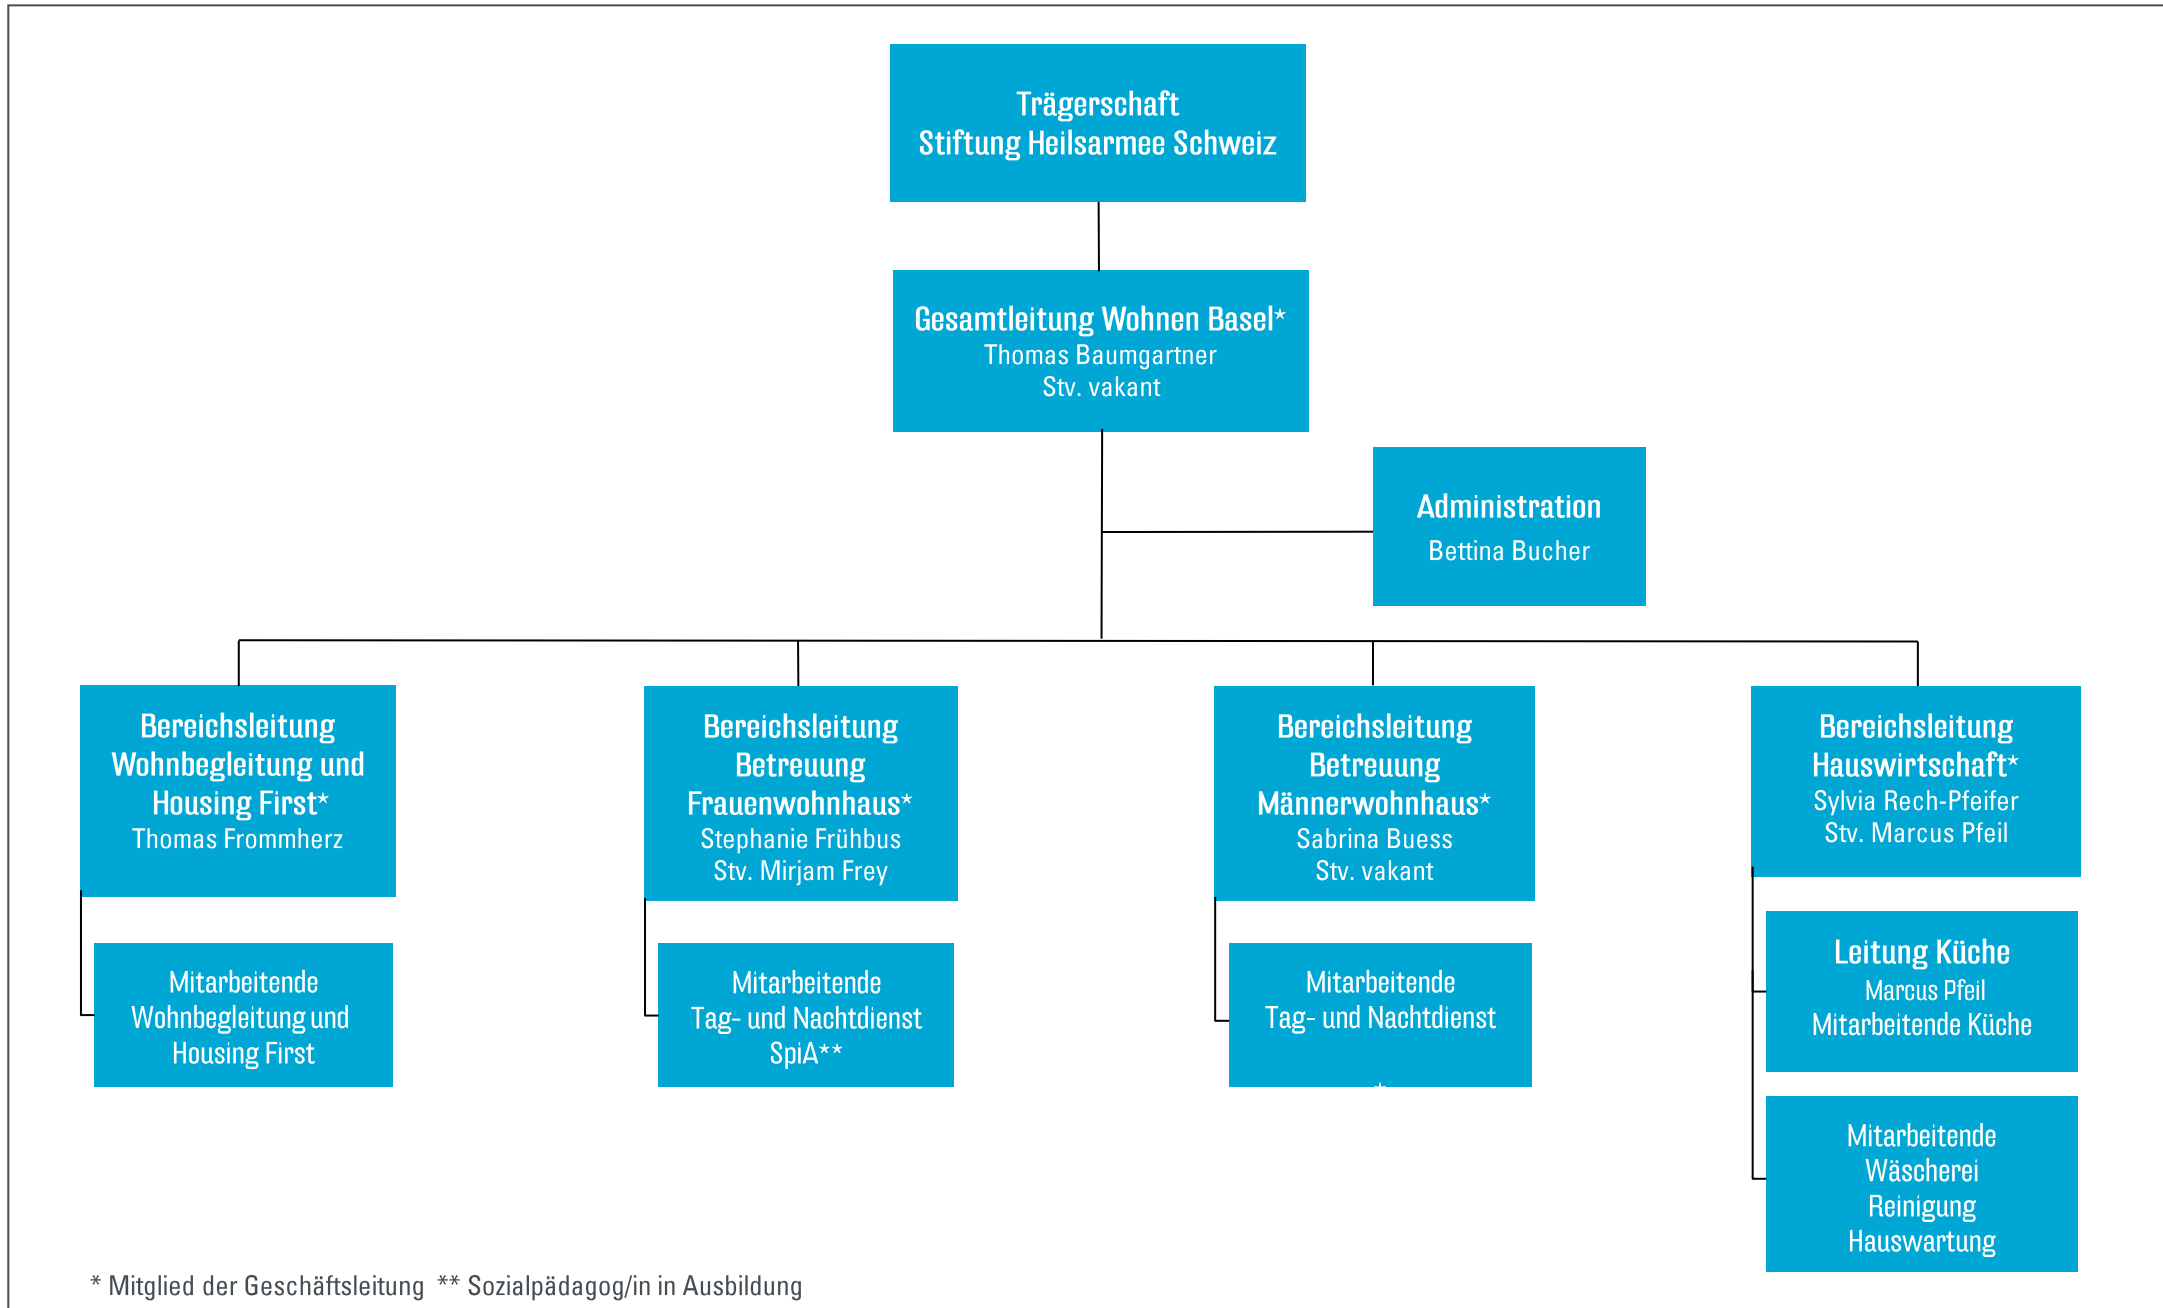 Trägerschaft
Stiftung Heilsarmee Schweiz
Gesamtleitung Wohnen Basel*
Thomas Baumgartner
Stv. vakant
Administration
Bettina Bucher
Bereichsleitung
Wohnbegleitung und
Housing First*
Thomas Frommherz
Bereichsleitung
Betreuung
Frauenwohnhaus*
Stephanie Frühbus
Stv. Mirjam Frey
Bereichsleitung
Betreuung
Männerwohnhaus*
Sabrina Buess
Stv. vakant
Bereichsleitung
Hauswirtschaft*
Sylvia Rech-Pfeifer
Stv. Marcus Pfeil
Mitarbeitende
Wohnbegleitung und
Housing First
Mitarbeitende
Tag- und Nachtdienst
SpiA**
Mitarbeitende
Tag- und Nachtdienst
*
Leitung Küche
Marcus Pfeil
Mitarbeitende Küche
Mitarbeitende
Wäscherei
Reinigung
Hauswartung
* Mitglied der Geschäftsleitung ** Sozialpädagog/in in Ausbildung